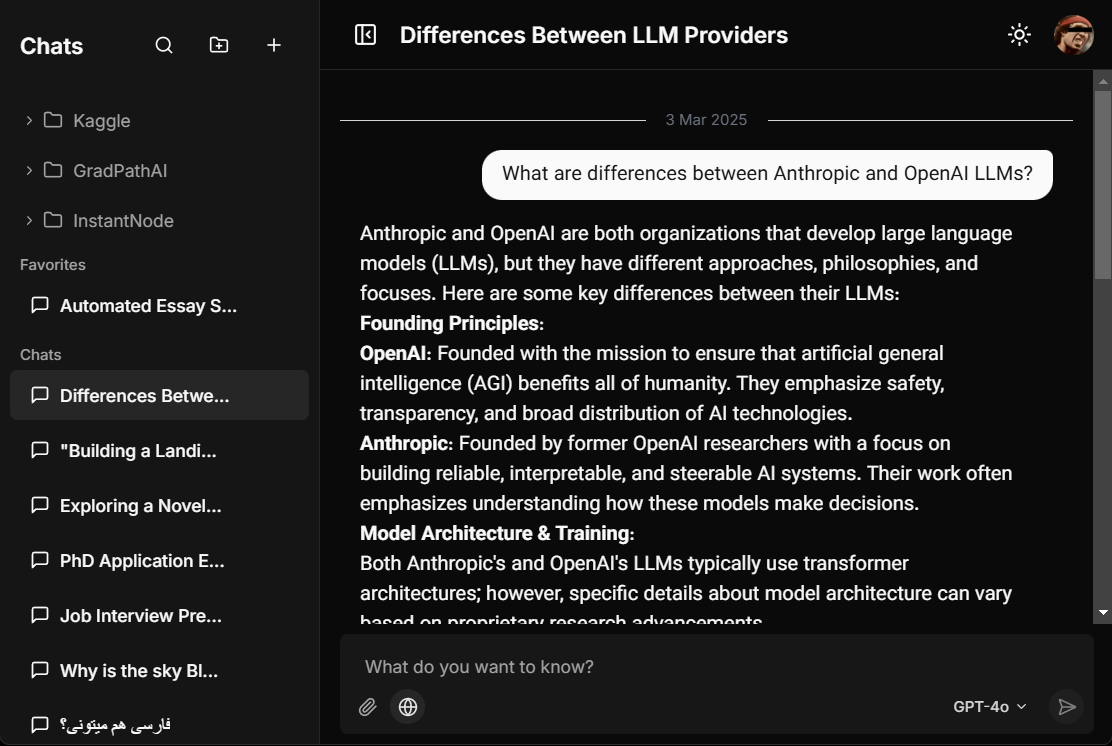 Chats
Kaggle
GradPathAI
InstantNode
Favorites
Automated Essay S...
Chats
Differences Betwe...
"Building a Landi...
Exploring a Novel...
PhD Application E...
Job Interview Pre...
Why is the sky Bl...
فارسی هم میتونی؟
Differences Between LLM Providers
3 Mar 2025
What are differences between Anthropic and OpenAI LLMs?
Anthropic and OpenAI are both organizations that develop large language
models (LLMs), but they have different approaches, philosophies, and
focuses. Here are some key differences between their LLMs:
Founding Principles:
OpenAI: Founded with the mission to ensure that artificial general
intelligence (AGI) benefits all of humanity. They emphasize safety,
transparency, and broad distribution of AI technologies.
Anthropic: Founded by former OpenAI researchers with a focus on
building reliable, interpretable, and steerable AI systems. Their work often
emphasizes understanding how these models make decisions.
Model Architecture & Training:
Both Anthropic's and OpenAI's LLMs typically use transformer
architectures; however, specific details about model architecture can vary
based on proprietary research advancements.
What do you want to know?
GPT-4o